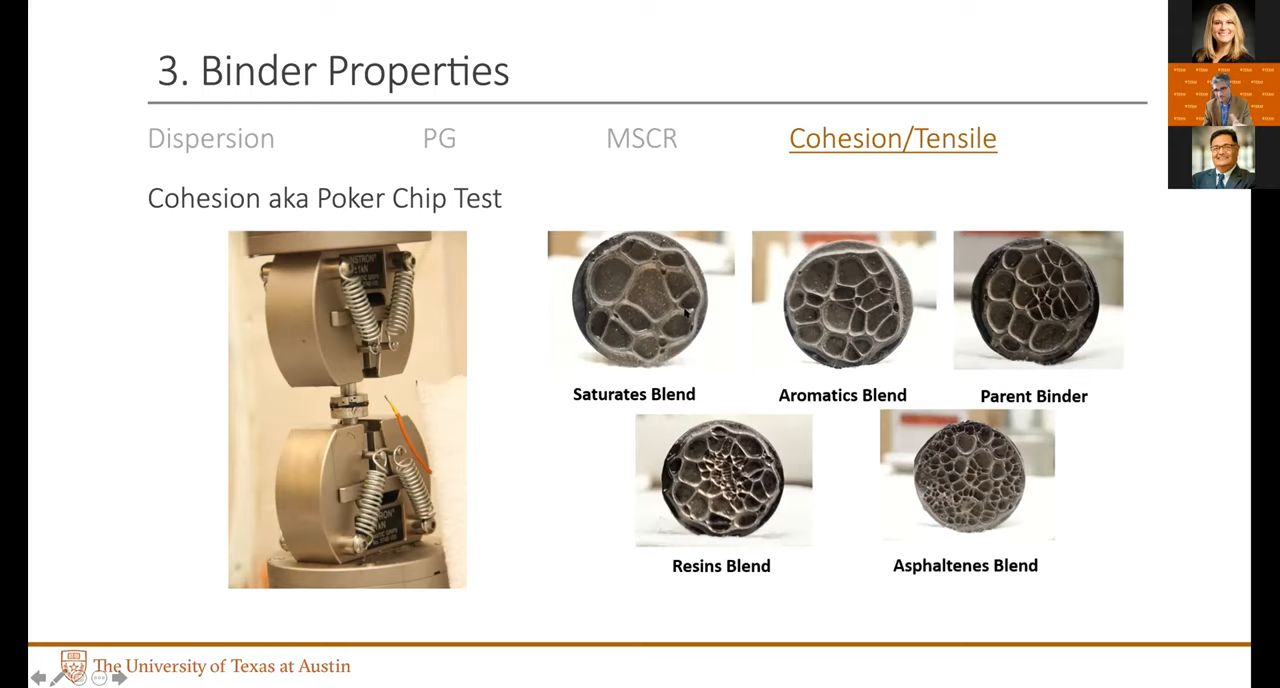 3. Binder Properties
Dispersion PG MSCR Cohesion/Tensile
Cohesion aka Poker Chip Test
Saturates Blend Aromatics Blend Parent Binder
Resins Blend Asphaltenes Blend
The University of Texas at Austin